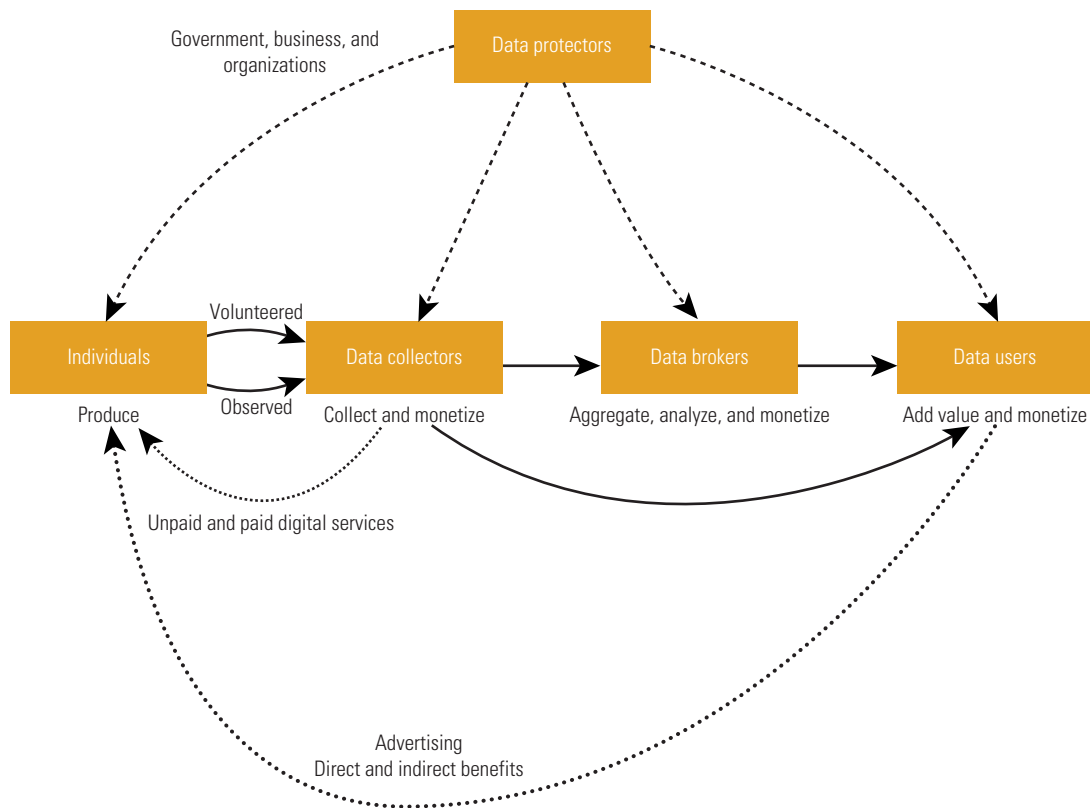 Government, business, and
organizations
Data protectors
Volunteered
Individuals
Data collectors
Data brokers
Data users
Observed
Produce
Collect and monetize
Aggregate, analyze, and monetize
Add value and monetize
Unpaid and paid digital services
Advertising
Direct and indirect benefits